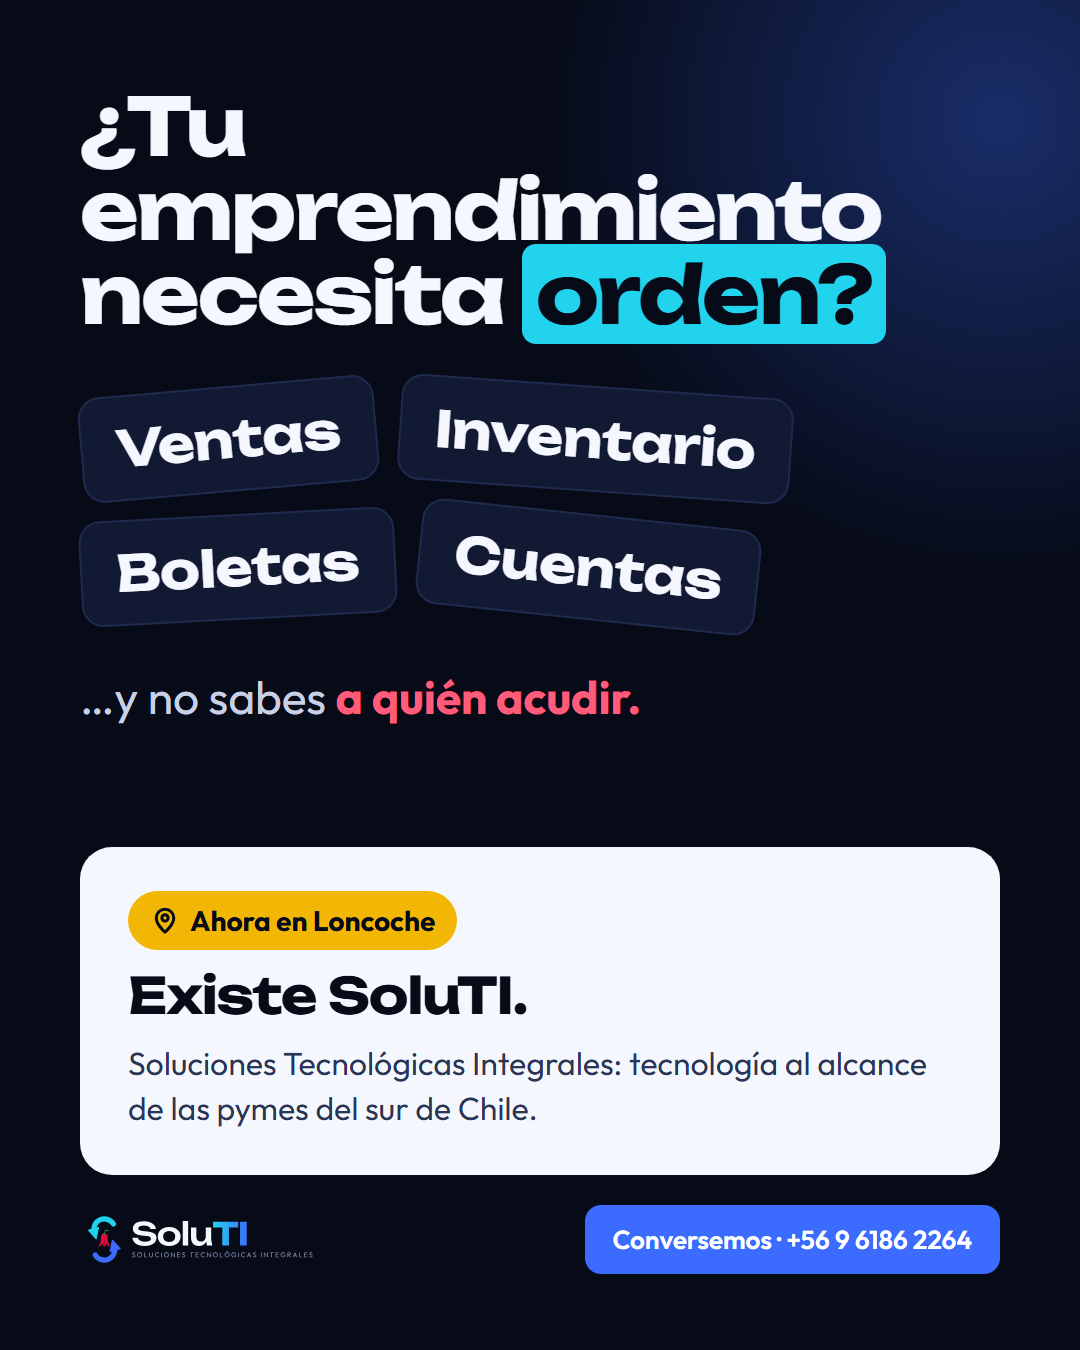 ¿Tu
emprendimiento
necesita orden?
Ventas
Inventario
Boletas
Cuentas
...y no sabes a quién acudir.
Ahora en Loncoche
Existe SoluTI.
Soluciones Tecnológicas Integrales: tecnología al alcance
de las pymes del sur de Chile.
SoluTI
SOLUCIONES TECNOLÓGICAS INTEGRALES
Conversemos · +56 9 6186 2264